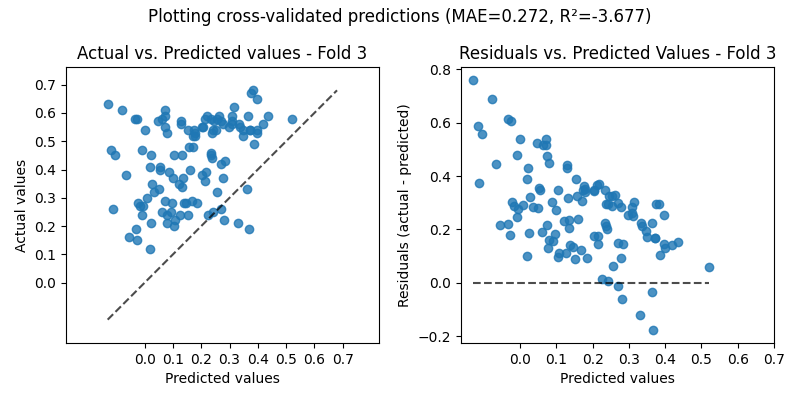 Plotting cross-validated predictions (MAE=0.272, R²=-3.677)
Actual vs. Predicted values - Fold 3
Actual values
0.7
0.6
0.5
0.4
0.3
0.2
0.1
0.0
0.0 0.1 0.2 0.3 0.4 0.5 0.6 0.7
Predicted values
Residuals vs. Predicted Values - Fold 3
Residuals (actual - predicted)
0.8
0.6
0.4
0.2
0.0
−0.2
0.0 0.1 0.2 0.3 0.4 0.5 0.6 0.7
Predicted values